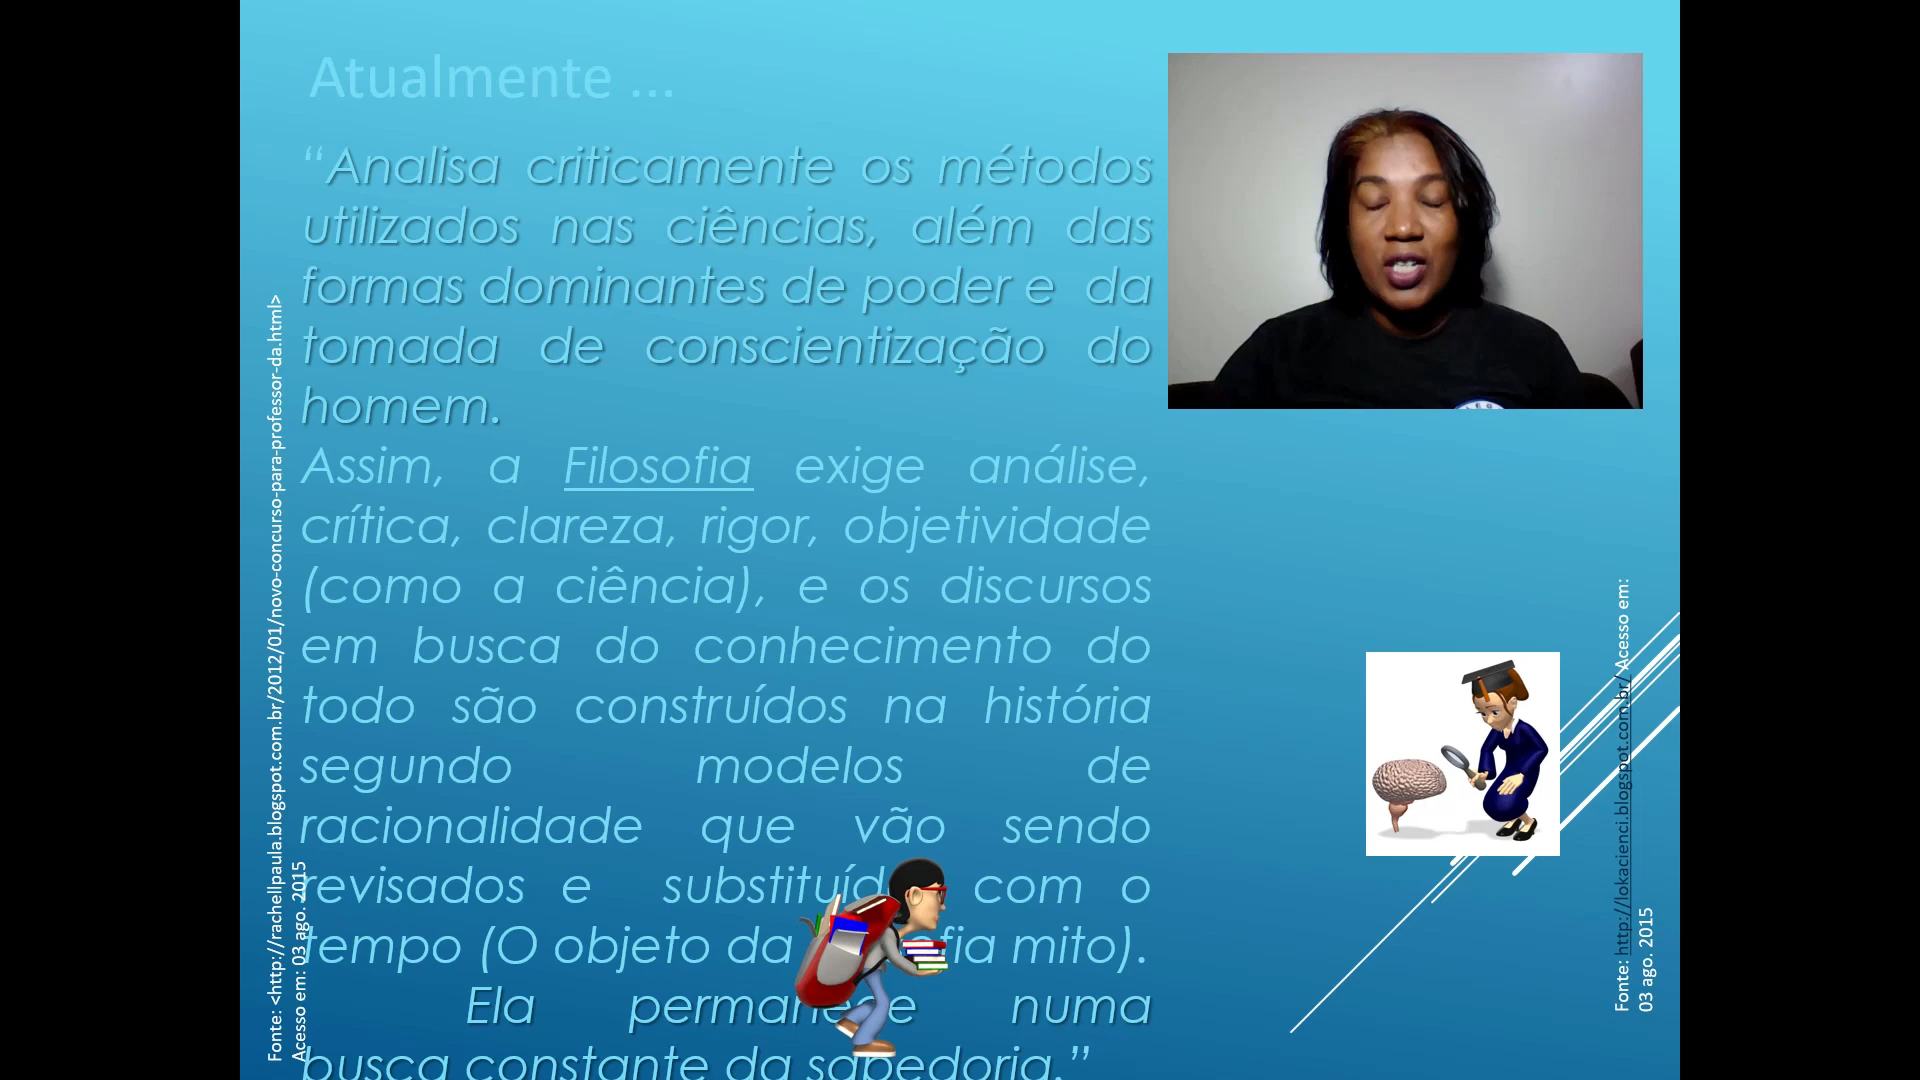 Atualmente ...
“Analisa criticamente os métodos
utilizados nas ciências, além das
formas dominantes de poder e da
tomada de conscientização do
homem.
Assim, a Filosofia exige análise,
crítica, clareza, rigor, objetividade
(como a ciência), e os discursos
em busca do conhecimento do
todo são construídos na história
segundo modelos de
racionalidade que vão sendo
revisados e com o
tempo (O objeto da mito).
Ela permanece numa
busca constante da sabedoria.”
Fonte: <http://rachellpaula.blogspot.com.br/2012/01/novo-concurso-para-professor-da.html>
Acesso em: 03 ago. 2015
Fonte: http://lokacienci.blogspot.com.br/ Acesso em:
03 ago. 2015